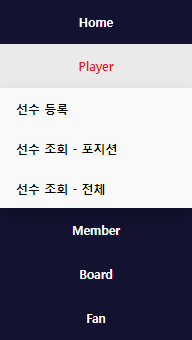 Home
Player
선수 등록
선수 조회 - 포지션
선수 조회 - 전체
Member
Board
Fan